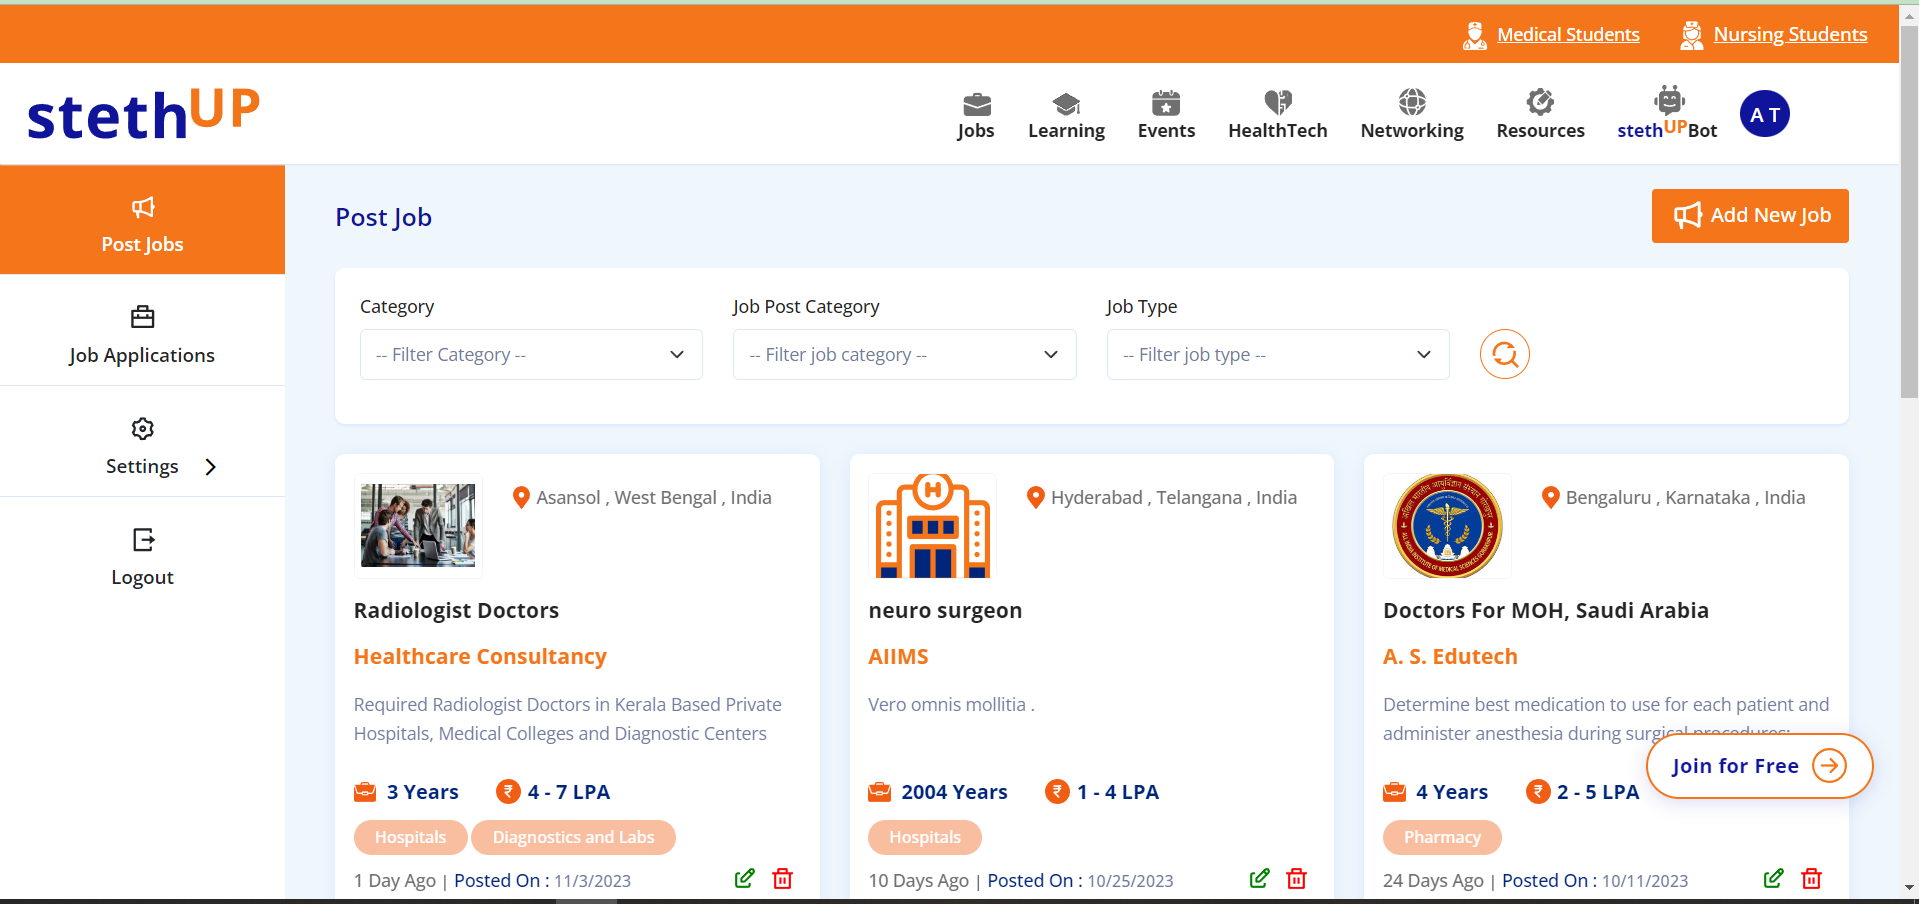 Medical Students
Nursing Students
stethUP
Jobs
Learning
Events
HealthTech
Networking
Resources
stethUPBot
A T
Post Jobs
Job Applications
Settings
Logout
Post Job
Add New Job
Category
Job Post Category
Job Type
-- Filter Category --
-- Filter job category --
-- Filter job type --
Asansol , West Bengal , India
Radiologist Doctors
Healthcare Consultancy
Required Radiologist Doctors in Kerala Based Private
Hospitals, Medical Colleges and Diagnostic Centers
3 Years
₹ 4 - 7 LPA
Hospitals
Diagnostics and Labs
1 Day Ago | Posted On : 11/3/2023
H
Hyderabad , Telangana , India
neuro surgeon
AIIMS
Vero omnis mollitia .
2004 Years
₹ 1 - 4 LPA
Hospitals
10 Days Ago | Posted On : 10/25/2023
Bengaluru , Karnataka , India
Doctors For MOH, Saudi Arabia
A. S. Edutech
Determine best medication to use for each patient and
administer anesthesia during surgical procedures;
4 Years
₹ 2 - 5 LPA
Pharmacy
24 Days Ago | Posted On : 10/11/2023
Join for Free